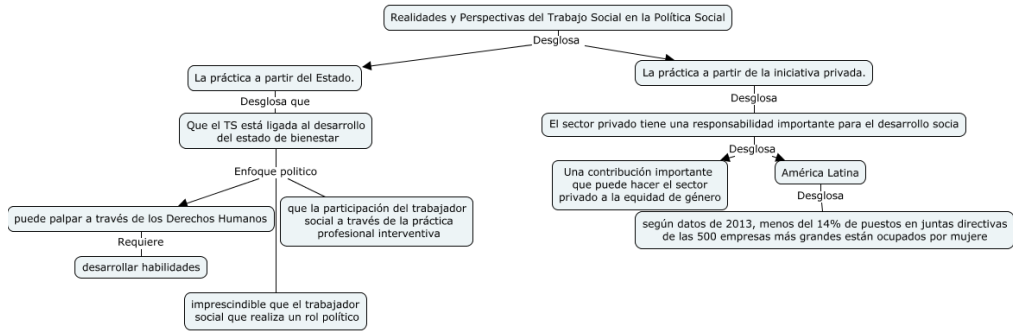 Realidades y Perspectivas del Trabajo Social en la Política Social
Desglosa
La práctica a partir del Estado.
La práctica a partir de la iniciativa privada.
Desglosa que
Desglosa
Que el TS está ligada al desarrollo
del estado de bienestar
El sector privado tiene una responsabilidad importante para el desarrollo socia
Desglosa
Enfoque politico
Una contribución importante
que puede hacer el sector
privado a la equidad de género
América Latina
Desglosa
puede palpar a través de los Derechos Humanos
que la participación del trabajador
social a través de la práctica
profesional interventiva
según datos de 2013, menos del 14% de puestos en juntas directivas
de las 500 empresas más grandes están ocupados por mujere
Requiere
desarrollar habilidades
imprescindible que el trabajador
social que realiza un rol político